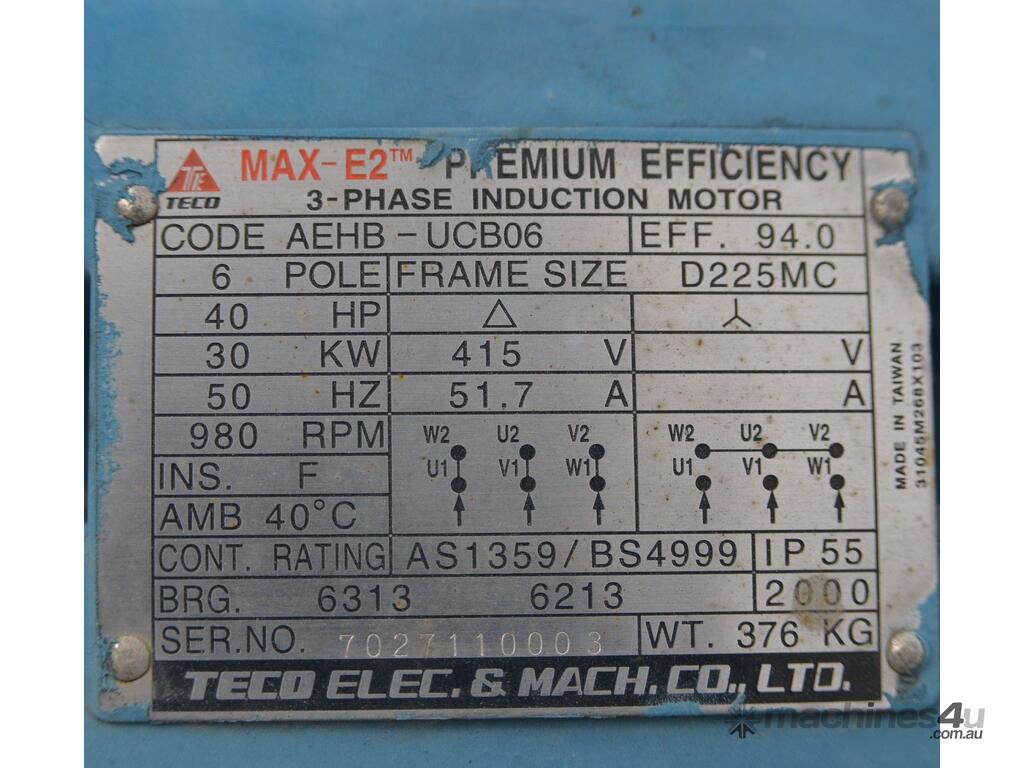 MAX-E2™ PREMIUM EFFICIENCY
TECO 3-PHASE INDUCTION MOTOR
CODE AEHB-UCB06 EFF. 94.0
6 POLE FRAME SIZE D225MC
40 HP △ ⅄
30 KW 415 V V
50 HZ 51.7 A A
980 RPM W2 U2 V2 W2 U2 V2
U1 V1 W1 U1 V1 W1
INS. F
AMB 40°C
CONT. RATING AS1359/BS4999 IP 55
BRG. 6313 6213 2000
SER.NO. 7027110003 WT. 376 KG
TECO ELEC. & MACH. CO., LTD.
MADE IN TAIWAN
31045M268X103
machines4u
.com.au